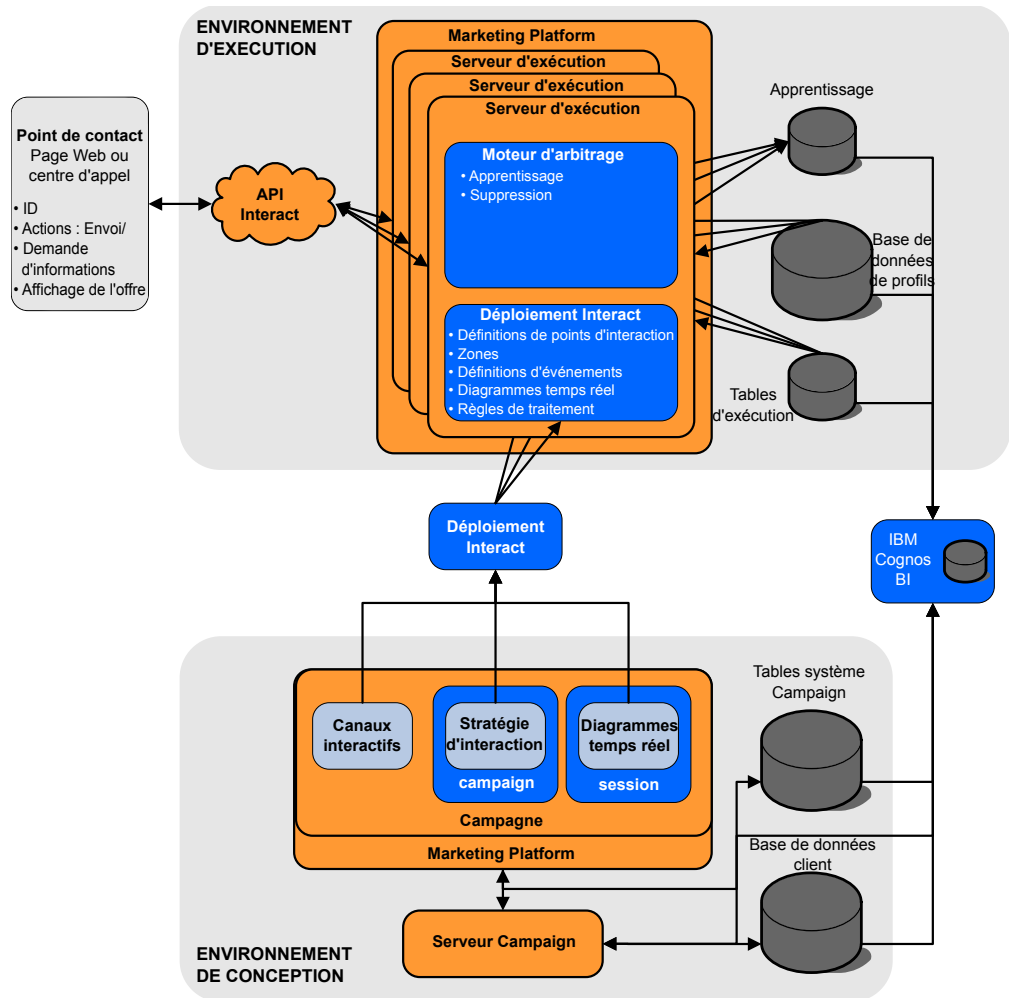 ENVIRONNEMENT
D'EXECUTION
Marketing Platform
Serveur d'exécution
Serveur d'exécution
Serveur d'exécution
Moteur d'arbitrage
• Apprentissage
• Suppression
Déploiement Interact
• Définitions de points d'interaction
• Zones
• Définitions d'événements
• Diagrammes temps réel
• Règles de traitement
Point de contact
Page Web ou
centre d'appel
• ID
• Actions : Envoi/
• Demande
d'informations
• Affichage de l'offre
API
Interact
Apprentissage
Base de
données
de profils
Tables
d'exécution
Déploiement
Interact
IBM
Cognos
BI
Canaux
interactifs
Stratégie
d'interaction
campaign
Diagrammes
temps réel
session
Campagne
Marketing Platform
Tables système
Campaign
Base de données
client
Serveur Campaign
ENVIRONNEMENT
DE CONCEPTION